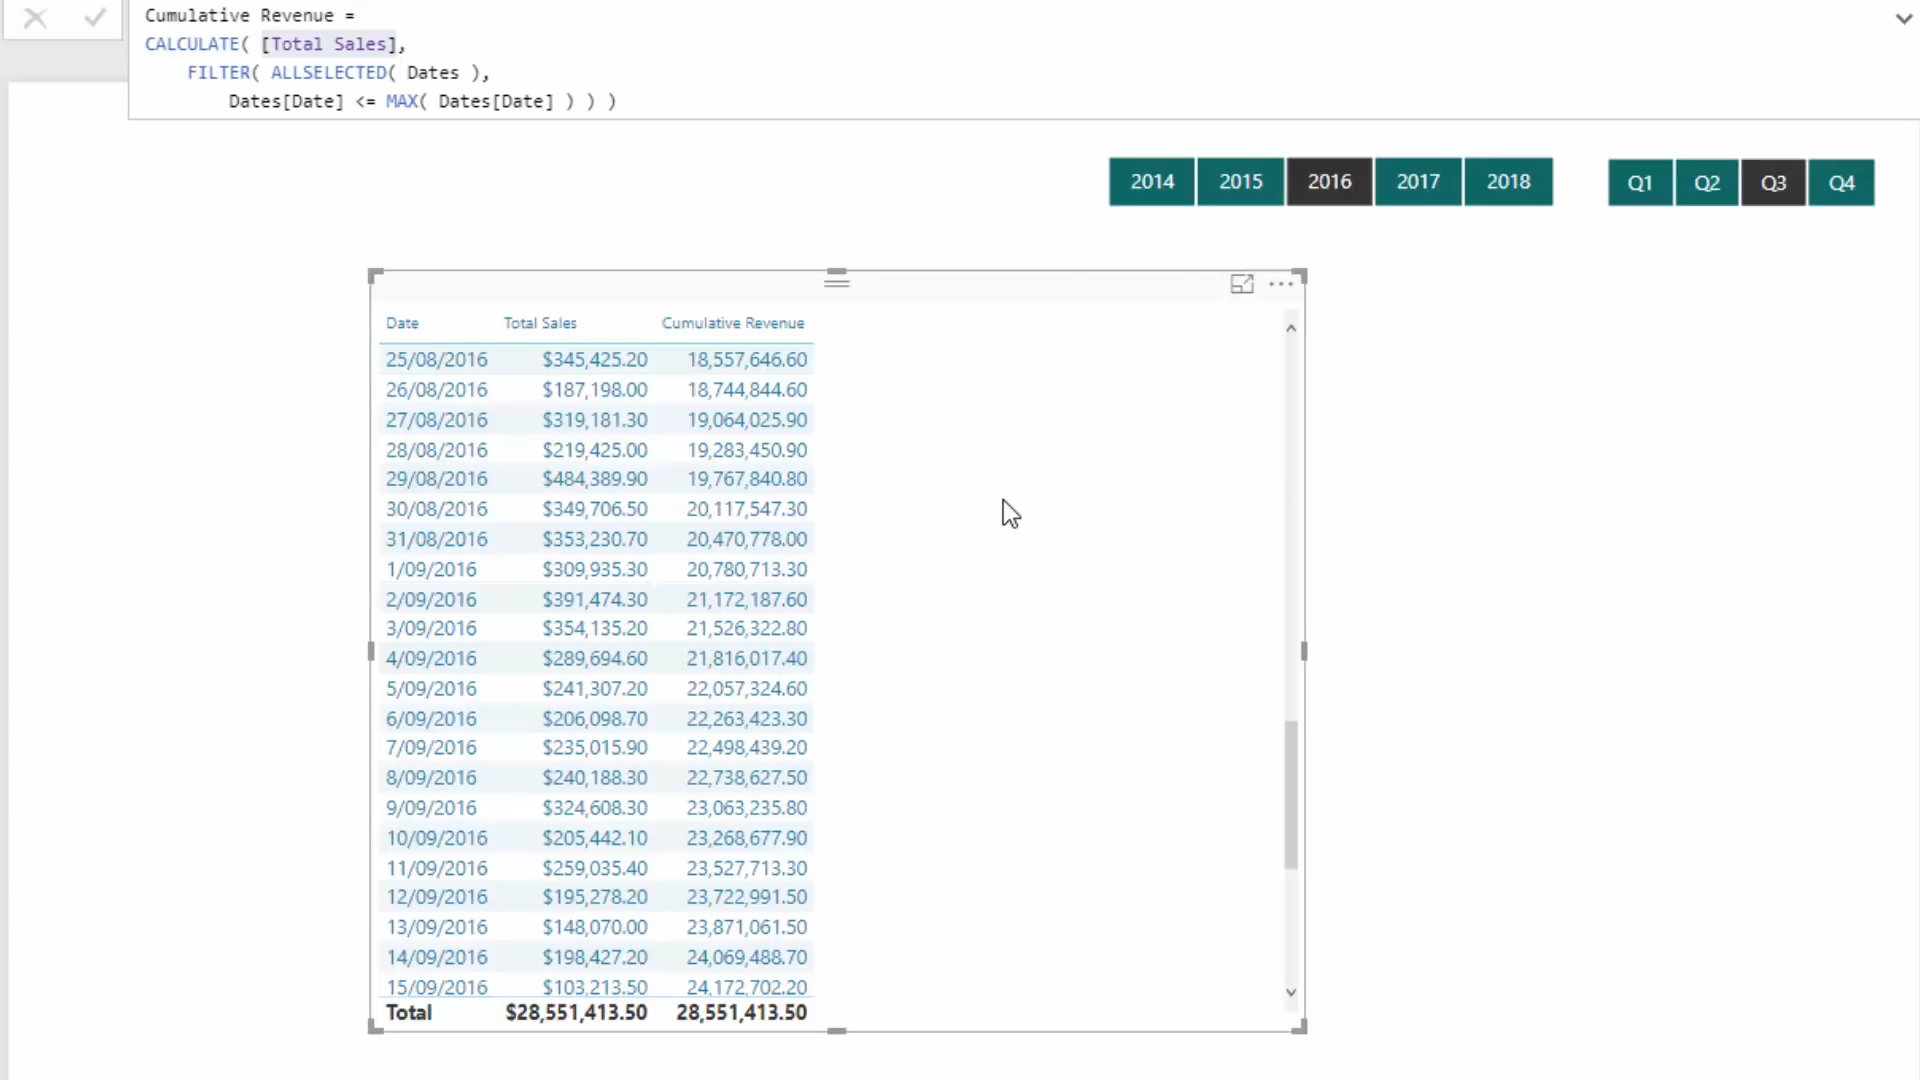 Cumulative Revenue =
CALCULATE( [Total Sales],
FILTER( ALLSELECTED( Dates ),
Dates[Date] <= MAX( Dates[Date] ) ) )
2014 2015 2016 2017 2018 Q1 Q2 Q3 Q4
Date Total Sales Cumulative Revenue
25/08/2016 $345,425.20 18,557,646.60
26/08/2016 $187,198.00 18,744,844.60
27/08/2016 $319,181.30 19,064,025.90
28/08/2016 $219,425.00 19,283,450.90
29/08/2016 $484,389.90 19,767,840.80
30/08/2016 $349,706.50 20,117,547.30
31/08/2016 $353,230.70 20,470,778.00
1/09/2016 $309,935.30 20,780,713.30
2/09/2016 $391,474.30 21,172,187.60
3/09/2016 $354,135.20 21,526,322.80
4/09/2016 $289,694.60 21,816,017.40
5/09/2016 $241,307.20 22,057,324.60
6/09/2016 $206,098.70 22,263,423.30
7/09/2016 $235,015.90 22,498,439.20
8/09/2016 $240,188.30 22,738,627.50
9/09/2016 $324,608.30 23,063,235.80
10/09/2016 $205,442.10 23,268,677.90
11/09/2016 $259,035.40 23,527,713.30
12/09/2016 $195,278.20 23,722,991.50
13/09/2016 $148,070.00 23,871,061.50
14/09/2016 $198,427.20 24,069,488.70
15/09/2016 $103,213.50 24,172,702.20
Total $28,551,413.50 28,551,413.50